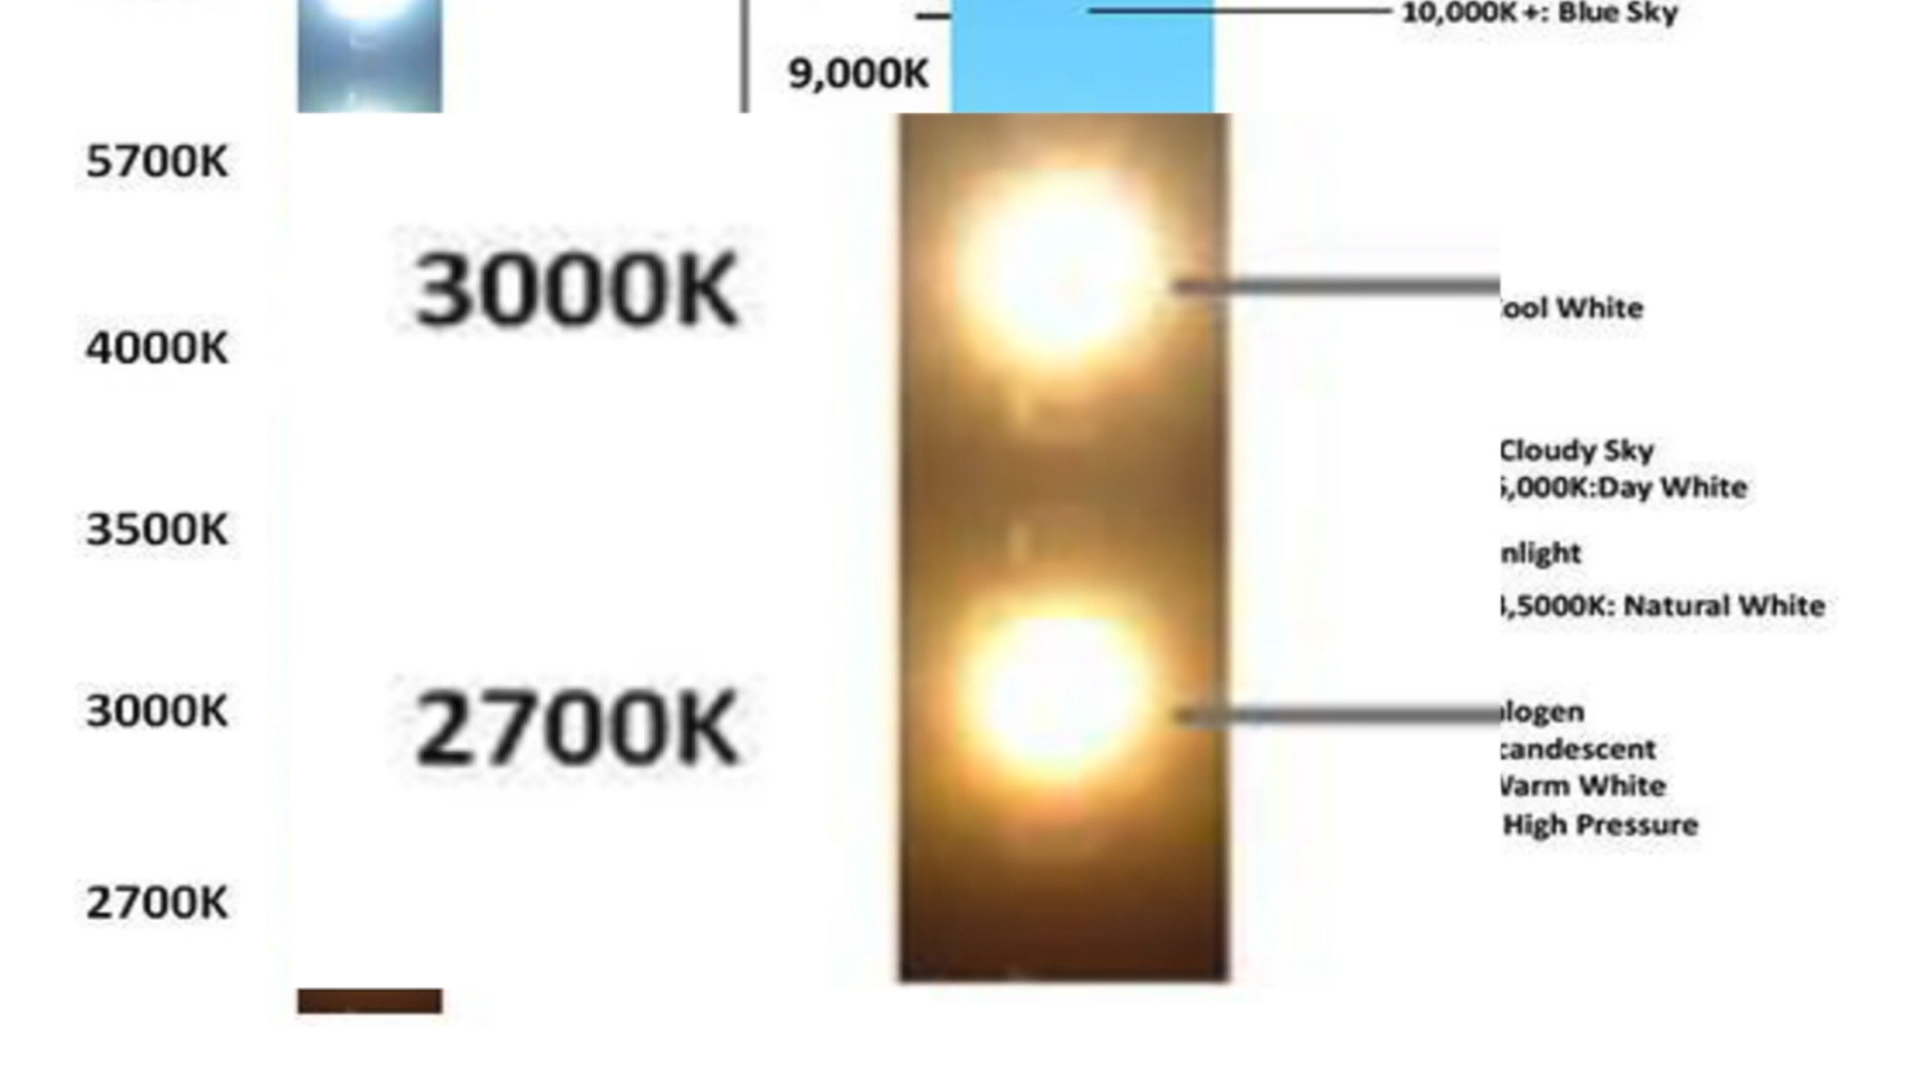 10,000K+: Blue Sky
9,000K
5700K
3000K
ool White
4000K
Cloudy Sky
,000K:Day White
3500K
nlight
,5000K: Natural White
3000K
2700K
logen
candescent
Warm White
High Pressure
2700K